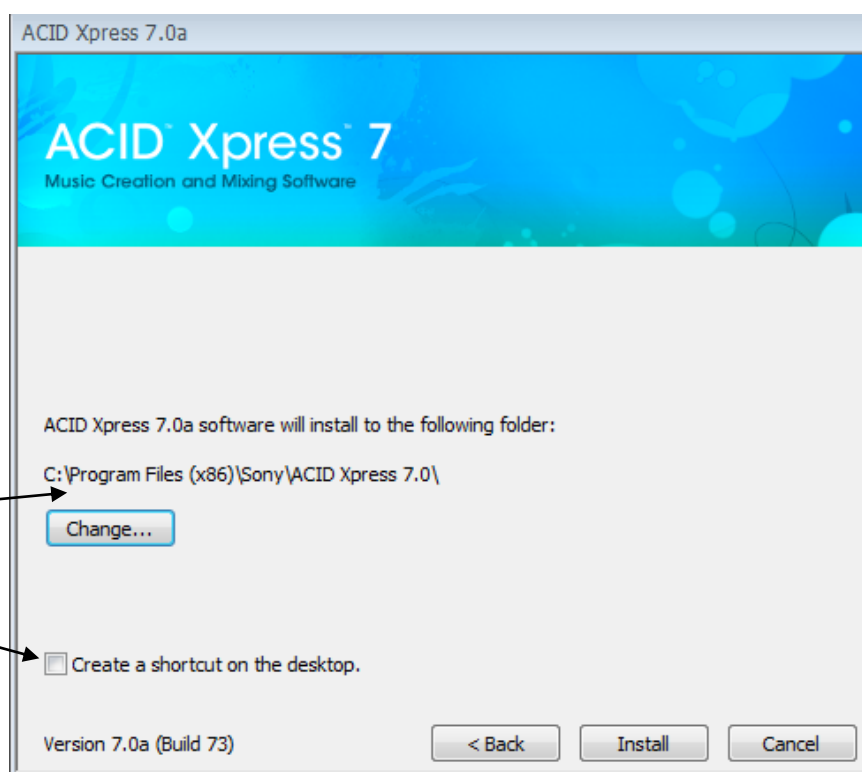 ACID Xpress 7.0a
ACID™ Xpress™ 7
Music Creation and Mixing Software
ACID Xpress 7.0a software will install to the following folder:
C:\Program Files (x86)\Sony\ACID Xpress 7.0\
Change...
Create a shortcut on the desktop.
Version 7.0a (Build 73)
< Back
Install
Cancel